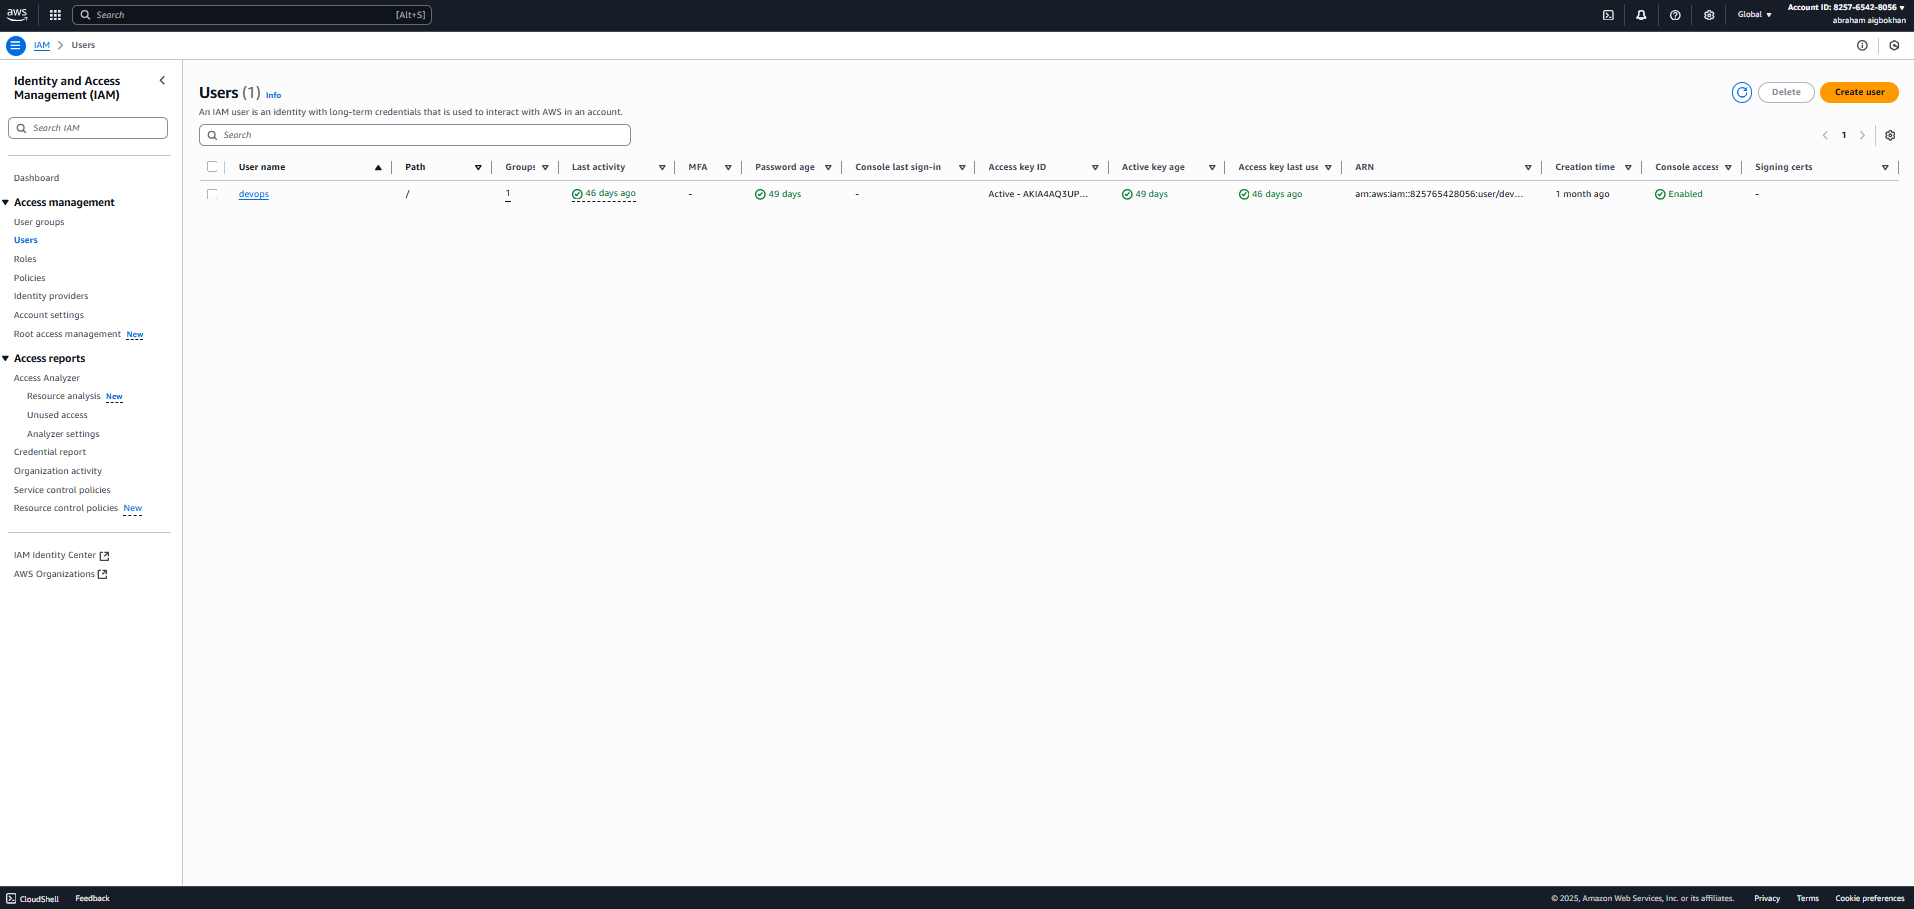 aws Search [Alt+S] Global Account ID: 8257-6542-8056
abraham aigbokhan
IAM Users
Identity and Access
Management (IAM)
Search IAM
Dashboard
Access management
User groups
Users
Roles
Policies
Identity providers
Account settings
Root access management New
Access reports
Access Analyzer
Resource analysis New
Unused access
Analyzer settings
Credential report
Organization activity
Service control policies
Resource control policies New
IAM Identity Center
AWS Organizations
Users (1) Info
Delete Create user
An IAM user is an identity with long-term credentials that is used to interact with AWS in an account.
Search
1
User name Path Groups Last activity MFA Password age Console last sign-in Access key ID Active key age Access key last use ARN Creation time Console access Signing certs
devops / 1 46 days ago - 49 days - Active - AKIA4AQ3UP... 49 days 46 days ago arn:aws:iam::825765428056:user/dev... 1 month ago Enabled -
CloudShell Feedback © 2025, Amazon Web Services, Inc. or its affiliates. Privacy Terms Cookie preferences